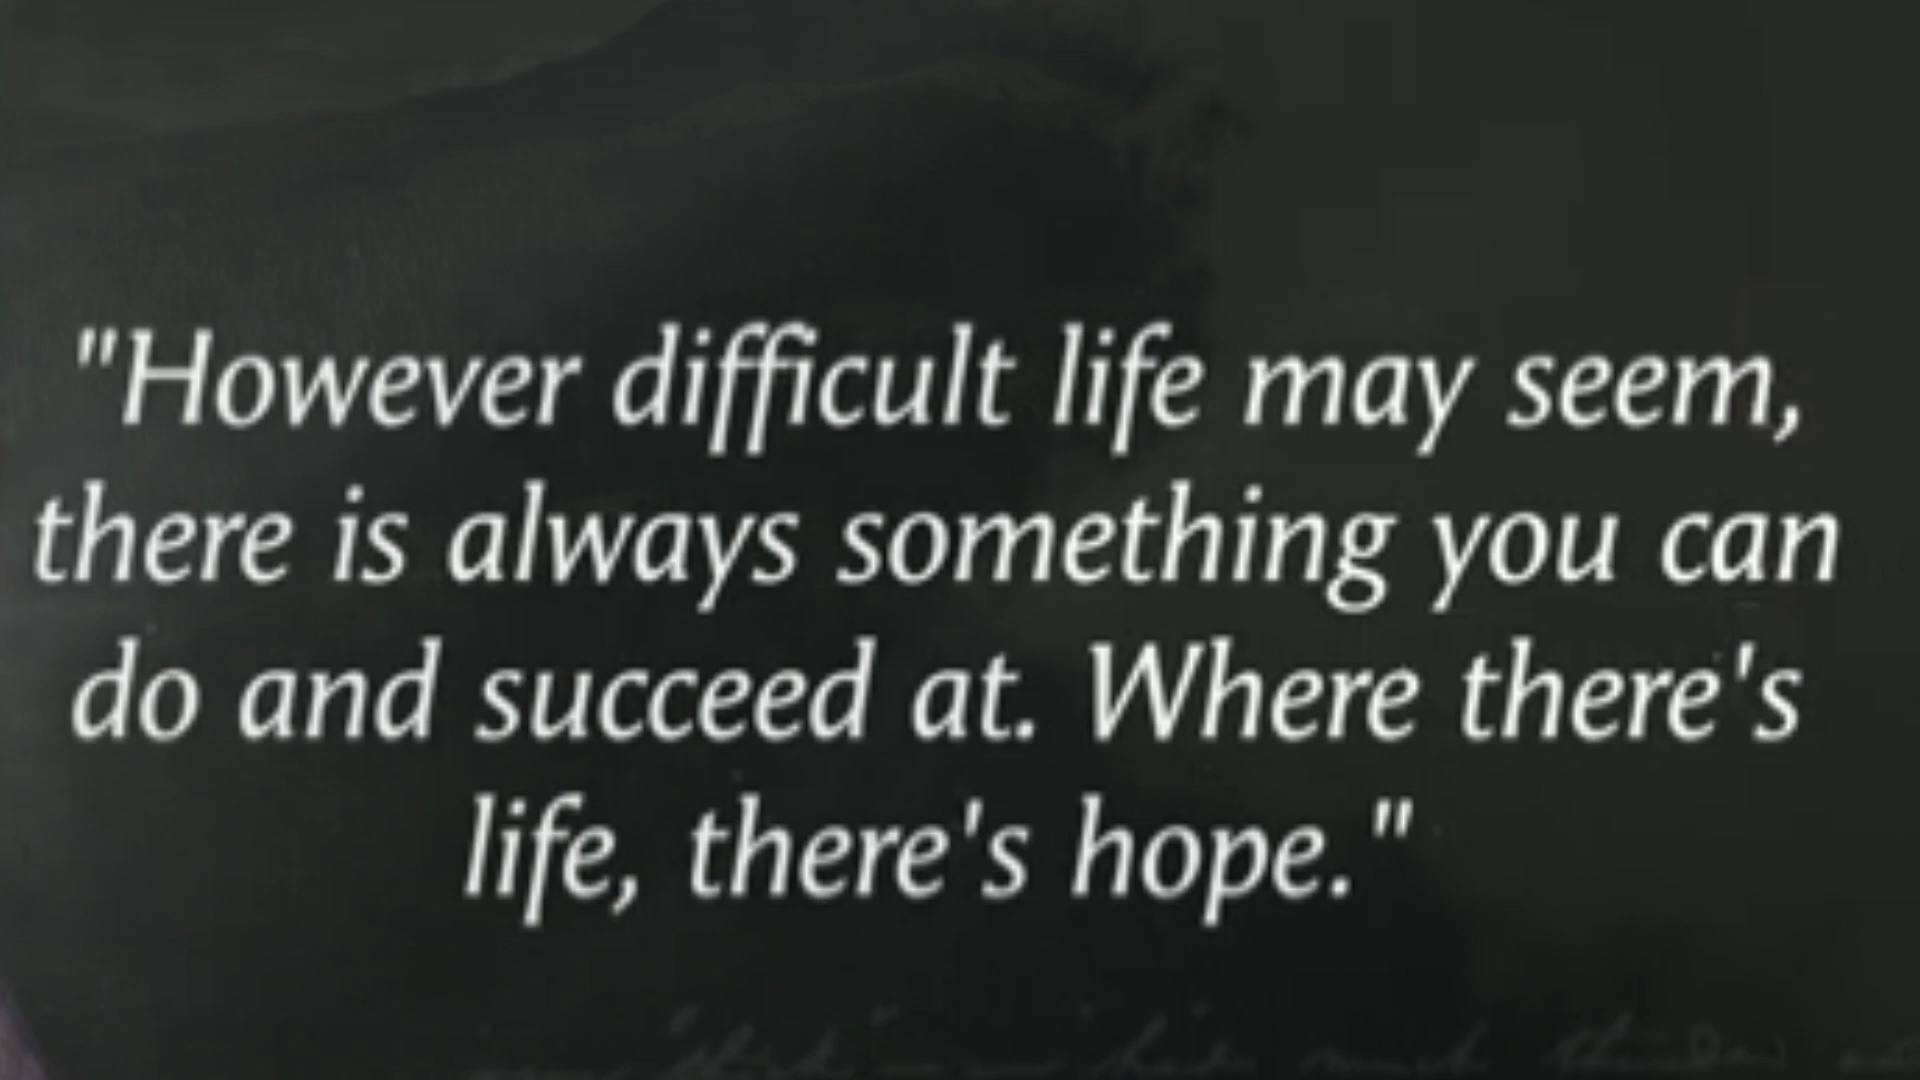 "However difficult life may seem,
there is always something you can
do and succeed at. Where there's
life, there's hope."